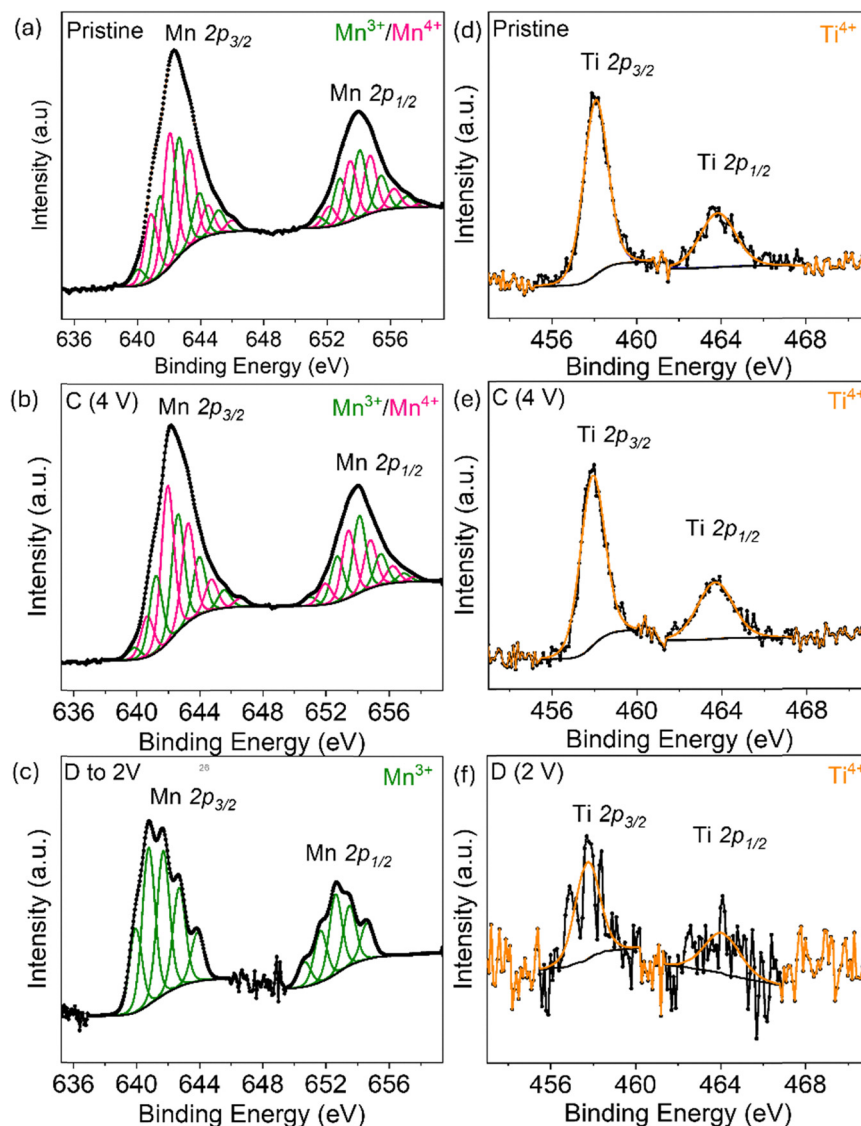 (a) Pristine Mn 2p3/2 Mn3+/Mn4+
Mn 2p1/2
Intensity (a.u)
636 640 644 648 652 656
Binding Energy (eV)
(d) Pristine Ti4+
Ti 2p3/2
Ti 2p1/2
Intensity (a.u.)
456 460 464 468
Binding Energy (eV)
(b) C (4 V) Mn 2p3/2 Mn3+/Mn4+
Mn 2p1/2
Intensity (a.u.)
636 640 644 648 652 656
Binding Energy (eV)
(e) C (4 V) Ti4+
Ti 2p3/2
Ti 2p1/2
Intensity (a.u.)
456 460 464 468
Binding Energy (eV)
(c) D to 2V Mn3+
Mn 2p3/2
Mn 2p1/2
Intensity (a.u.)
636 640 644 648 652 656
Binding Energy (eV)
(f) D (2 V) Ti4+
Ti 2p3/2 Ti 2p1/2
Intensity (a.u.)
456 460 464 468
Binding Energy (eV)